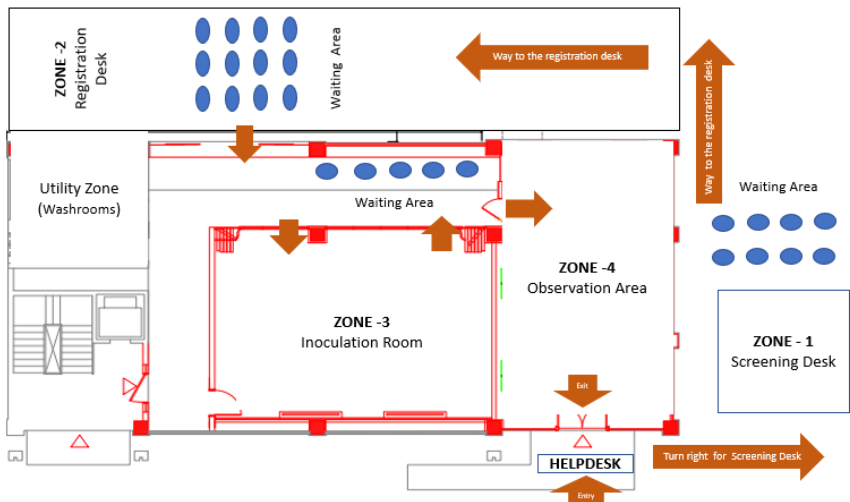 ZONE -2
Registration
Desk
Waiting Area
Way to the registration desk
Way to the registration desk
Utility Zone
(Washrooms)
Waiting Area
Waiting Area
ZONE -4
Observation Area
ZONE -3
Inoculation Room
ZONE - 1
Screening Desk
Exit
HELPDESK
Turn right for Screening Desk
Entry